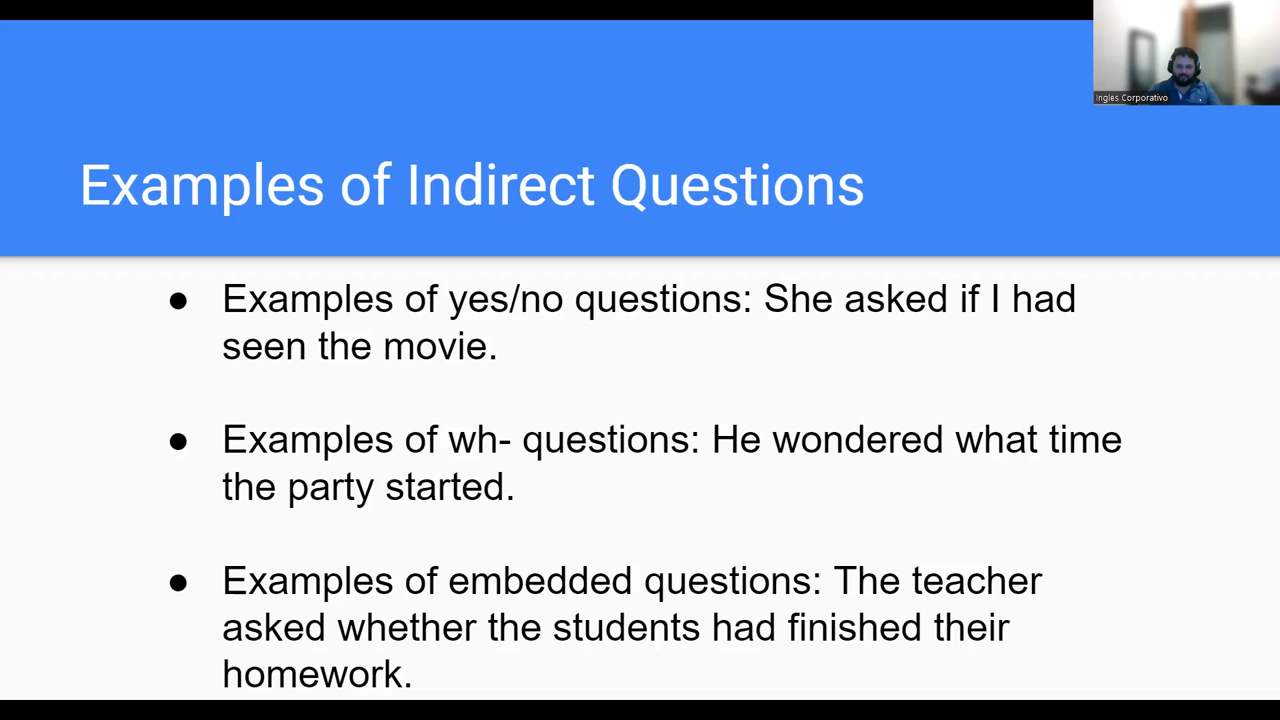 Ingles Corporativo
Examples of Indirect Questions
● Examples of yes/no questions: She asked if I had
seen the movie.
● Examples of wh- questions: He wondered what time
the party started.
● Examples of embedded questions: The teacher
asked whether the students had finished their
homework.